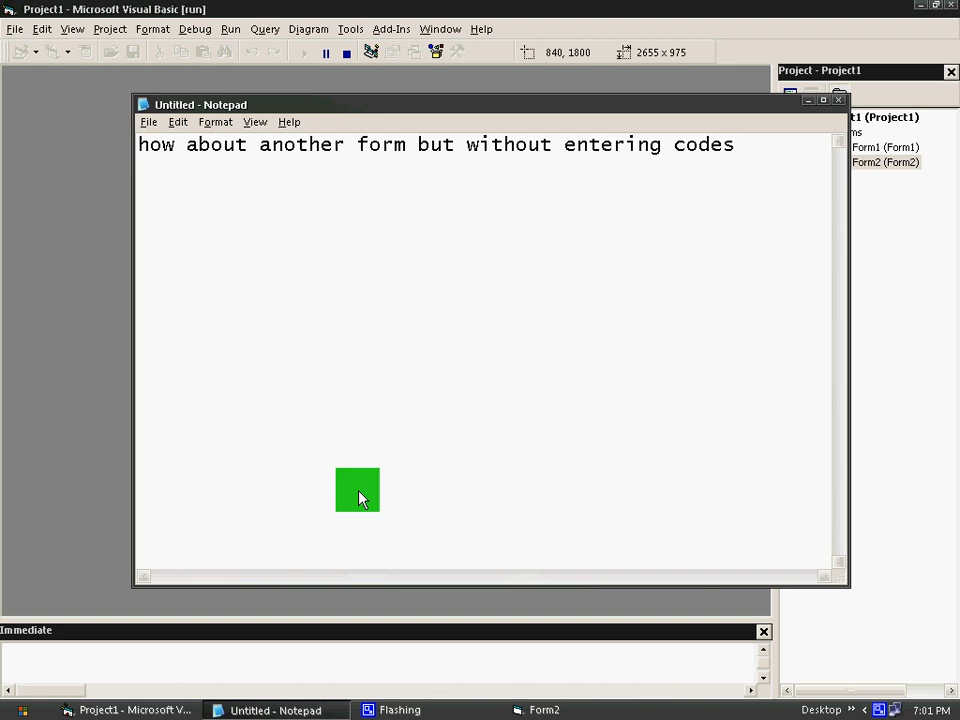 Project1 - Microsoft Visual Basic [run]
File Edit View Project Format Debug Run Query Diagram Tools Add-Ins Window Help
840, 1800 2655 x 975
Project - Project1
Untitled - Notepad
File Edit Format View Help
t1 (Project1)
ms
Form1 (Form1)
Form2 (Form2)
how about another form but without entering codes
Immediate
Project1 - Microsoft V...
Untitled - Notepad
Flashing
Form2
Desktop
7:01 PM